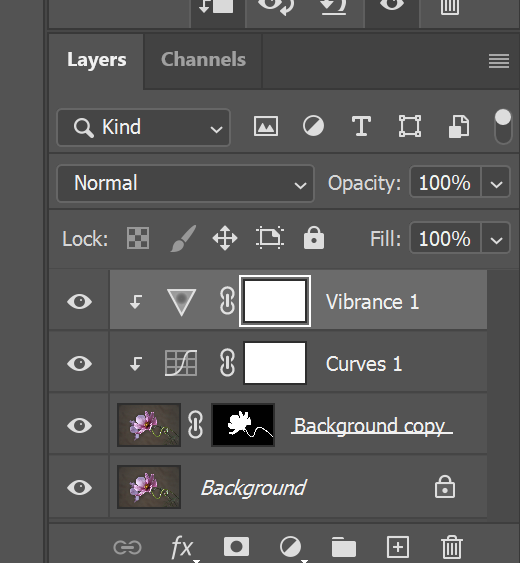 Layers Channels
Kind
Normal Opacity: 100%
Lock: Fill: 100%
Vibrance 1
Curves 1
Background copy
Background
fx